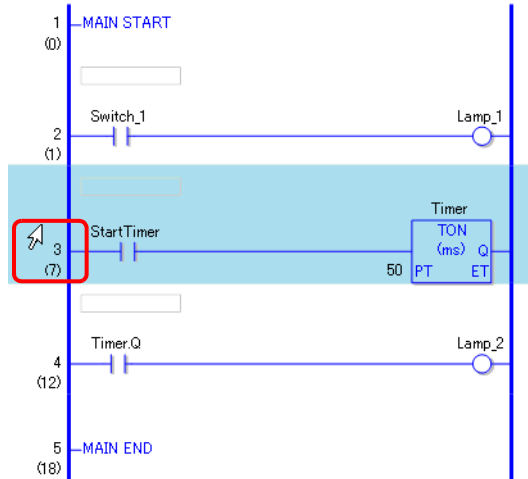 1 MAIN START
(0)
Switch_1 Lamp_1
2
(1)
Timer
StartTimer TON
3 (ms) Q
(7) 50 PT ET
Timer.Q Lamp_2
4
(12)
5 MAIN END
(18)